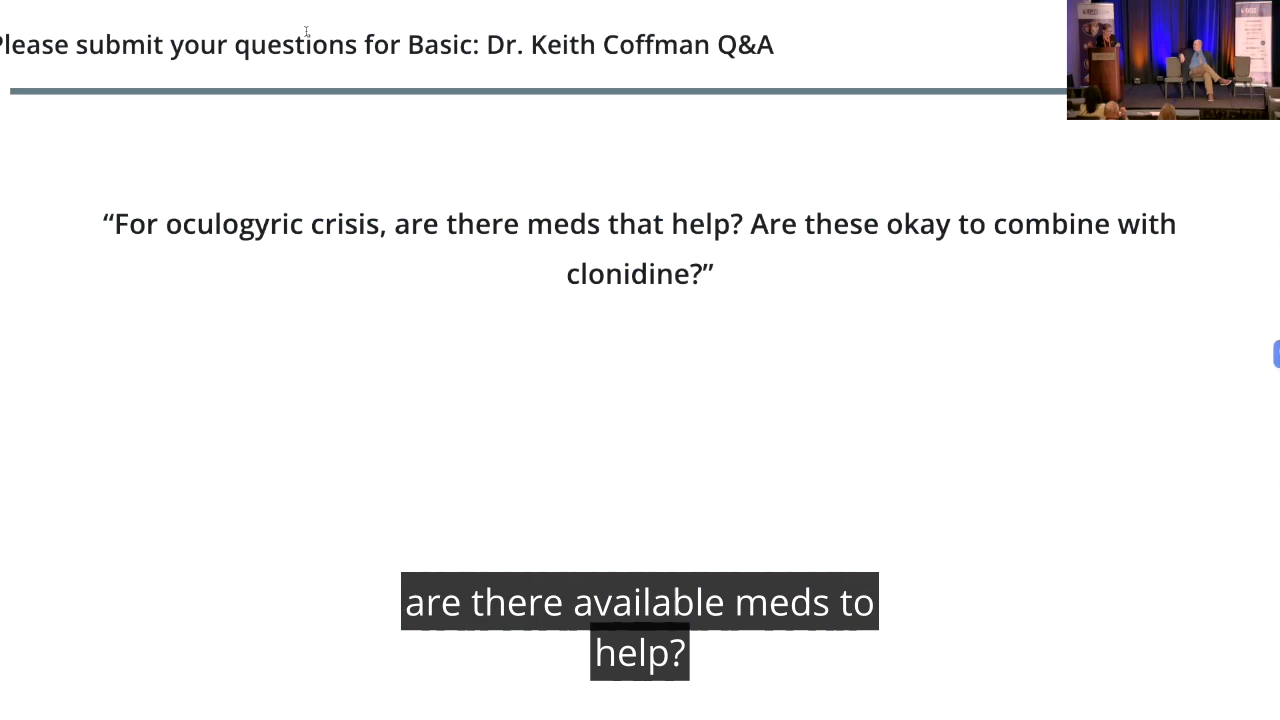 Please submit your questions for Basic: Dr. Keith Coffman Q&A
“For oculogyric crisis, are there meds that help? Are these okay to combine with
clonidine?”
are there available meds to
help?